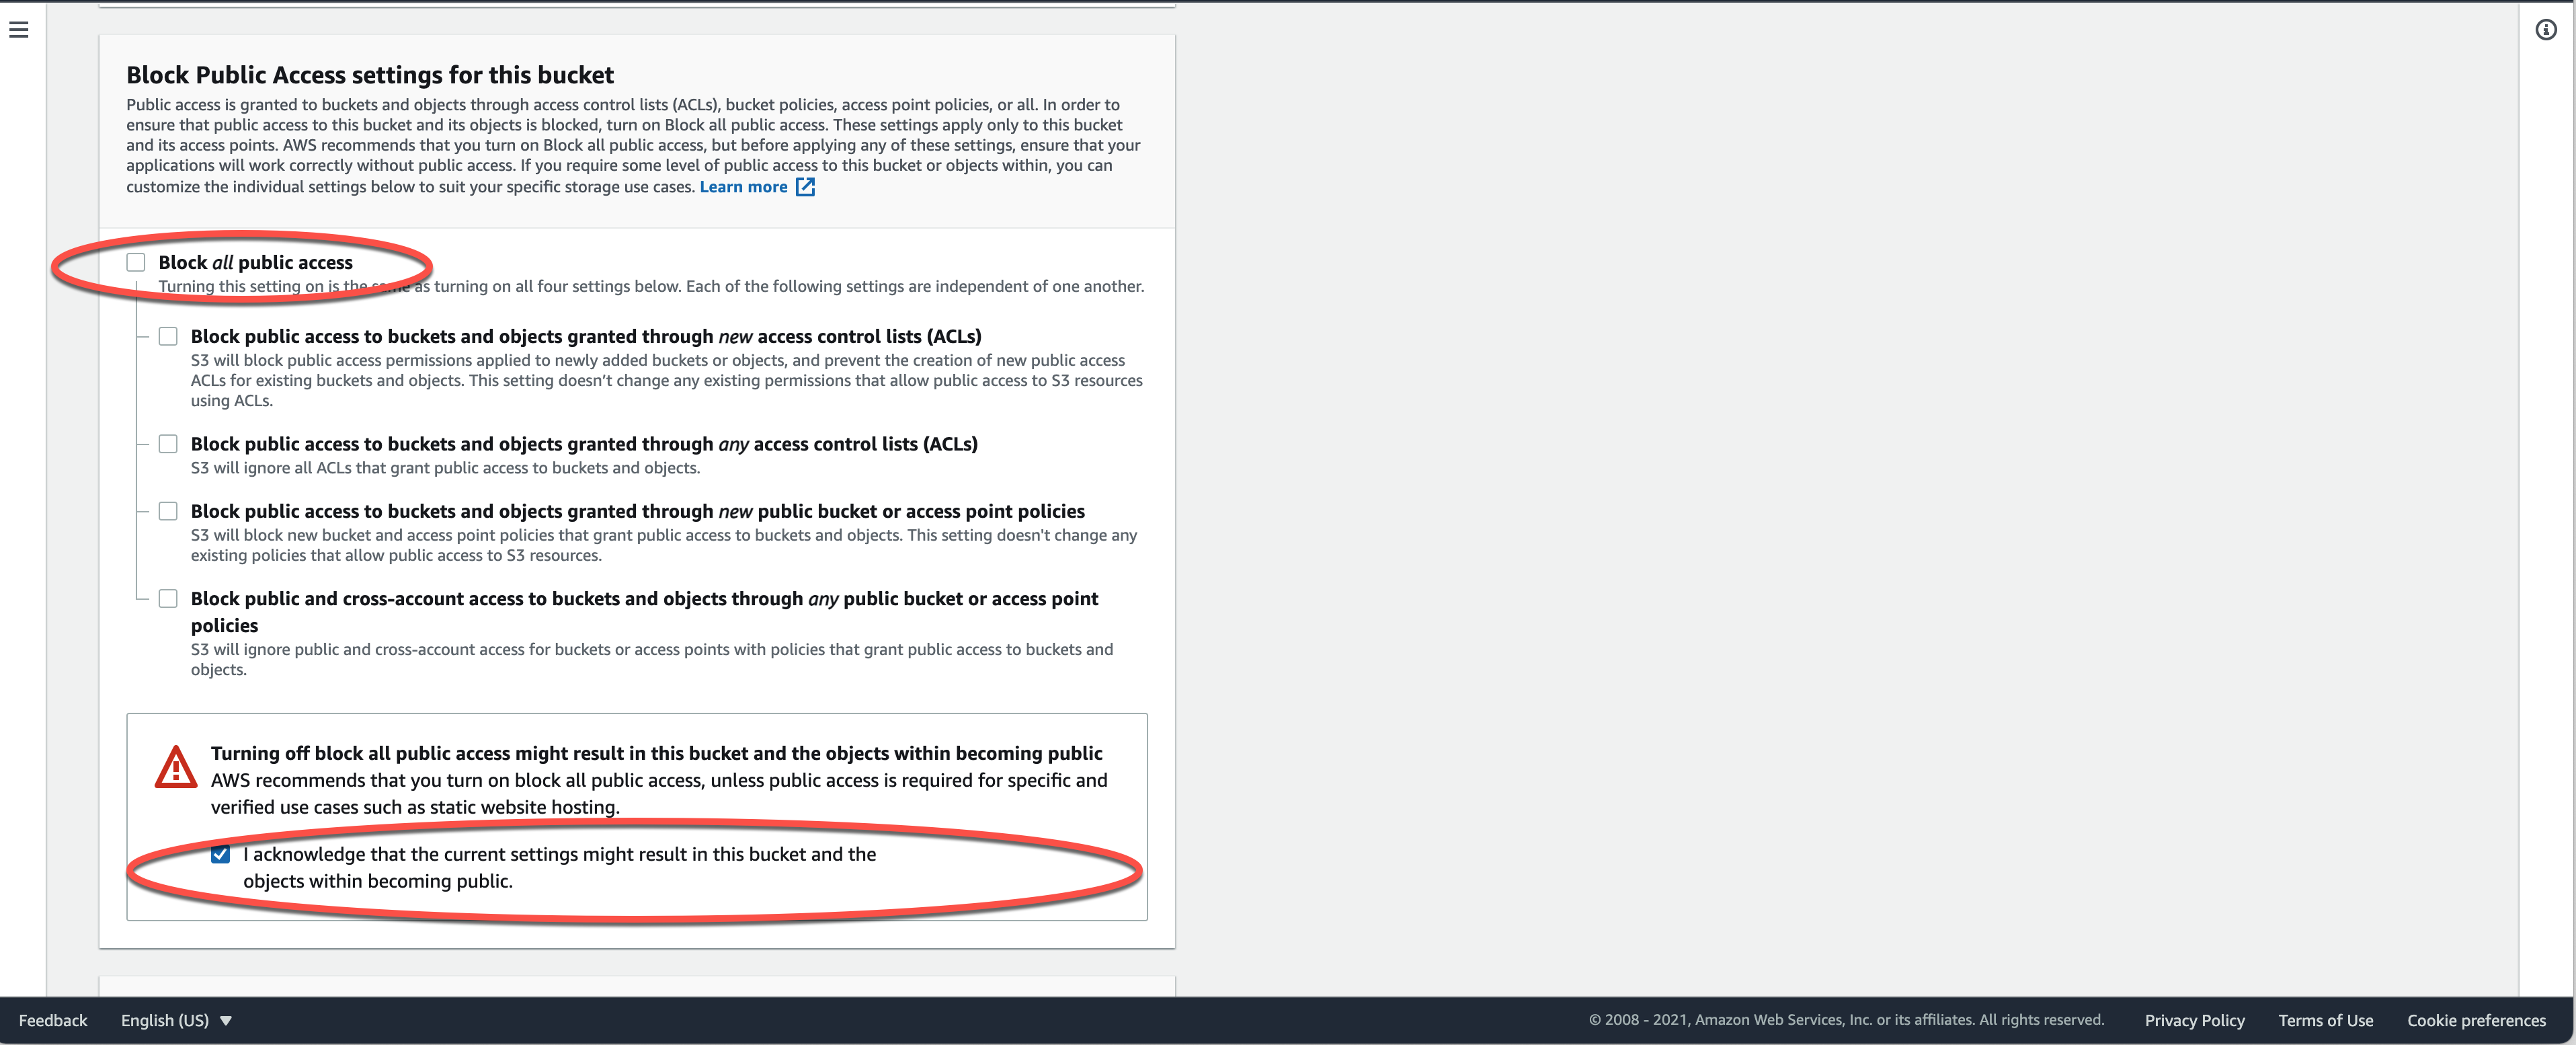 Block Public Access settings for this bucket
Public access is granted to buckets and objects through access control lists (ACLs), bucket policies, access point policies, or all. In order to
ensure that public access to this bucket and its objects is blocked, turn on Block all public access. These settings apply only to this bucket
and its access points. AWS recommends that you turn on Block all public access, but before applying any of these settings, ensure that your
applications will work correctly without public access. If you require some level of public access to this bucket or objects within, you can
customize the individual settings below to suit your specific storage use cases. Learn more
Block all public access
Turning this setting on is the same as turning on all four settings below. Each of the following settings are independent of one another.
Block public access to buckets and objects granted through new access control lists (ACLs)
S3 will block public access permissions applied to newly added buckets or objects, and prevent the creation of new public access
ACLs for existing buckets and objects. This setting doesn’t change any existing permissions that allow public access to S3 resources
using ACLs.
Block public access to buckets and objects granted through any access control lists (ACLs)
S3 will ignore all ACLs that grant public access to buckets and objects.
Block public access to buckets and objects granted through new public bucket or access point policies
S3 will block new bucket and access point policies that grant public access to buckets and objects. This setting doesn't change any
existing policies that allow public access to S3 resources.
Block public and cross-account access to buckets and objects through any public bucket or access point
policies
S3 will ignore public and cross-account access for buckets or access points with policies that grant public access to buckets and
objects.
Turning off block all public access might result in this bucket and the objects within becoming public
AWS recommends that you turn on block all public access, unless public access is required for specific and
verified use cases such as static website hosting.
I acknowledge that the current settings might result in this bucket and the
objects within becoming public.
Feedback English (US) © 2008 - 2021, Amazon Web Services, Inc. or its affiliates. All rights reserved. Privacy Policy Terms of Use Cookie preferences